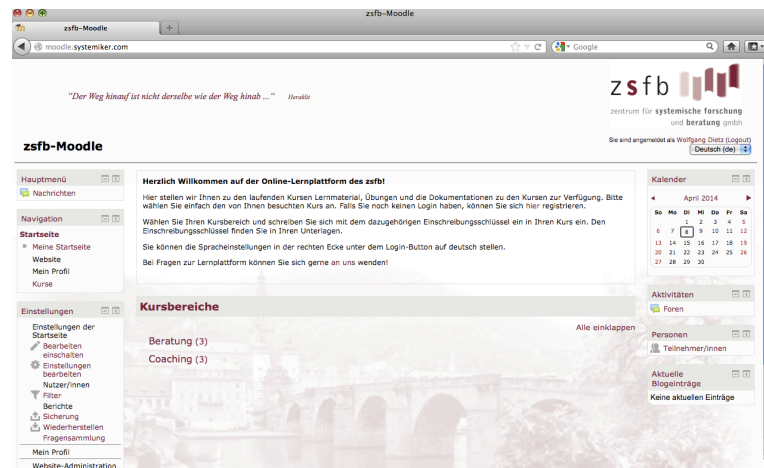 zsfb-Moodle
zsfb-Moodle
moodle.systemiker.com
Google
"Der Weg hinauf ist nicht derselbe wie der Weg hinab ..." Heraklit
zsfb
zentrum für systemische forschung
und beratung gmbh
Sie sind angemeldet als Wolfgang Dietz (Logout)
Deutsch (de)
zsfb-Moodle
Hauptmenü
Nachrichten
Navigation
Startseite
Meine Startseite
Website
Mein Profil
Kurse
Einstellungen
Einstellungen der
Startseite
Bearbeiten
einschalten
Einstellungen
bearbeiten
Nutzer/innen
Filter
Berichte
Sicherung
Wiederherstellen
Fragensammlung
Mein Profil
Website-Administration
Herzlich Willkommen auf der Online-Lernplattform des zsfb!
Hier stellen wir Ihnen zu den laufenden Kursen Lernmaterial, Übungen und die Dokumentationen zu den Kursen zur Verfügung. Bitte
wählen Sie einfach den von Ihnen besuchten Kurs an. Falls Sie noch keinen Login haben, können Sie sich hier registrieren.
Wählen Sie Ihren Kursbereich und schreiben Sie sich mit dem dazugehörigen Einschreibungsschlüssel ein in Ihren Kurs ein. Den
Einschreibungsschlüssel finden Sie in Ihren Unterlagen.
Sie können die Spracheinstellungen in der rechten Ecke unter dem Login-Button auf deutsch stellen.
Bei Fragen zur Lernplattform können Sie sich gerne an uns wenden!
Kursbereiche
Alle einklappen
Beratung (3)
Coaching (3)
Kalender
April 2014
So Mo Di Mi Do Fr Sa
1 2 3 4 5
6 7 8 9 10 11 12
13 14 15 16 17 18 19
20 21 22 23 24 25 26
27 28 29 30
Aktivitäten
Foren
Personen
Teilnehmer/innen
Aktuelle
Blogeinträge
Keine aktuellen Einträge